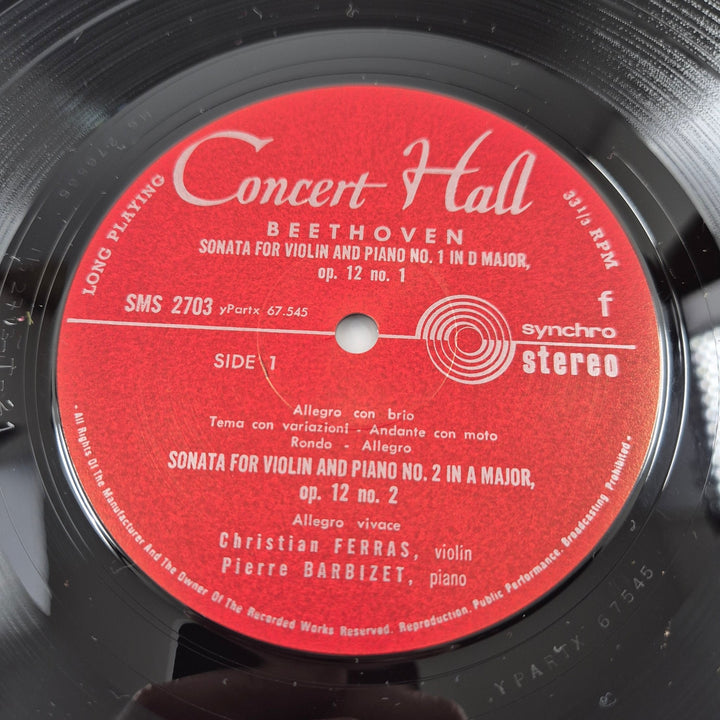 Concert Hall
LONG PLAYING
33 1/3 RPM
BEETHOVEN
SONATA FOR VIOLIN AND PIANO NO. 1 IN D MAJOR,
op. 12 no. 1
SMS 2703 yPartx 67.545
f
synchro
stereo
SIDE 1
Allegro con brio
Tema con variazioni - Andante con moto
Rondo - Allegro
SONATA FOR VIOLIN AND PIANO NO. 2 IN A MAJOR,
op. 12 no. 2
Allegro vivace
Christian FERRAS, violin
Pierre BARBIZET, piano
• All Rights Of The Manufacturer And The Owner Of The Recorded Works Reserved. Reproduction. Public Performance. Broadcasting Prohibited •
YPARTX 67545